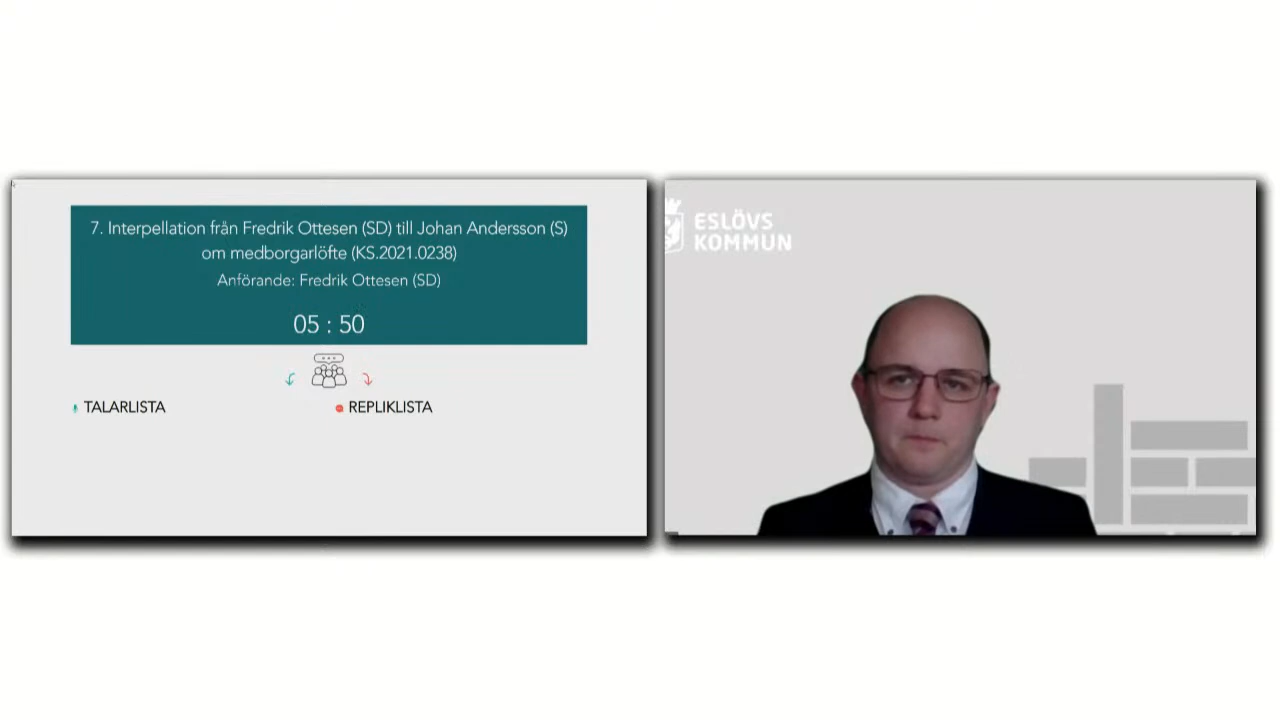 7. Interpellation från Fredrik Ottesen (SD) till Johan Andersson (S)
om medborgarlöfte (KS.2021.0238)
Anförande: Fredrik Ottesen (SD)
05 : 50
TALARLISTA
REPLIKLISTA
ESLÖVS
KOMMUN